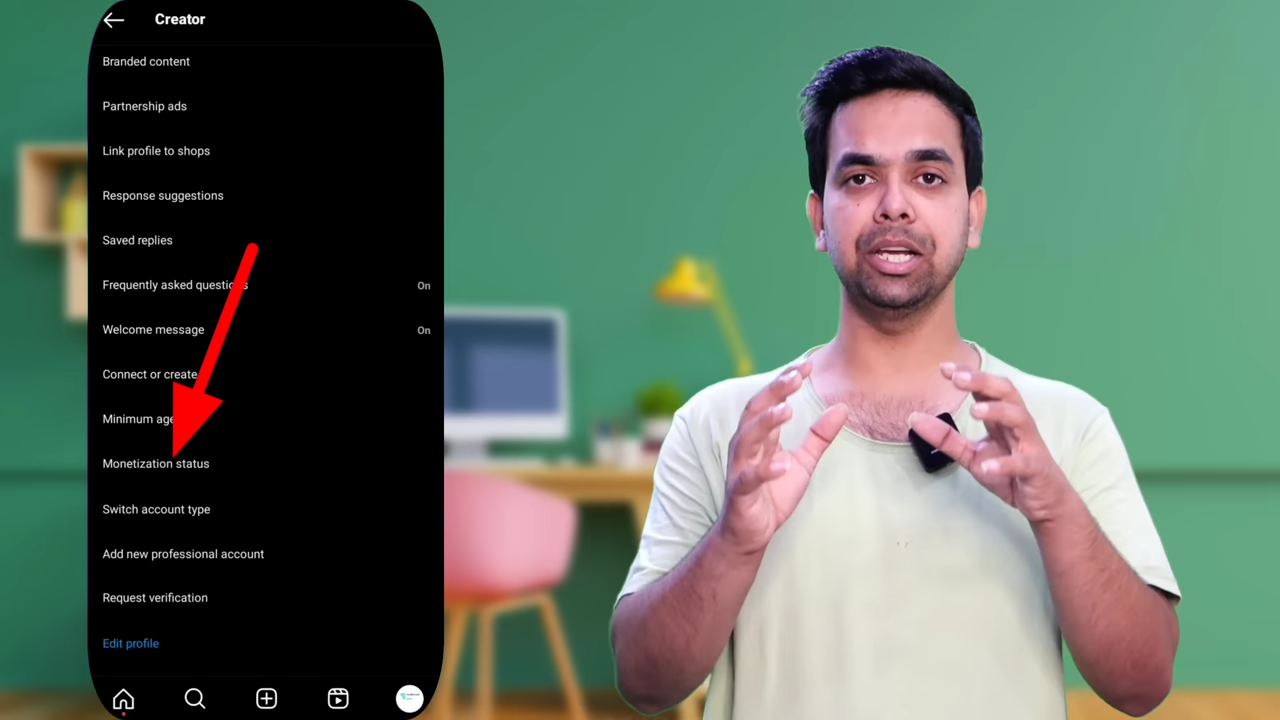 Creator
Branded content
Partnership ads
Link profile to shops
Response suggestions
Saved replies
Frequently asked questions On
Welcome message On
Connect or create
Minimum age
Monetization status
Switch account type
Add new professional account
Request verification
Edit profile